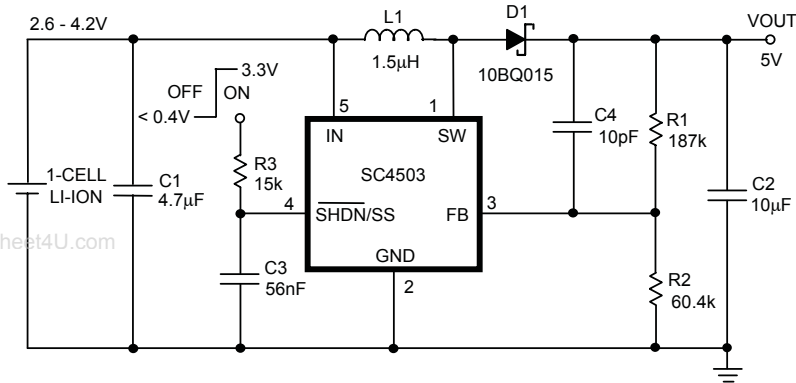 2.6 - 4.2V
L1
1.5µH
D1
10BQ015
VOUT
5V
3.3V
OFF
ON
< 0.4V
5
1
IN
SW
C4
10pF
R1
187k
1-CELL
LI-ION
C1
4.7µF
R3
15k
SC4503
C2
10µF
4
SHDN/SS
FB
3
heet4U.com
GND
2
C3
56nF
R2
60.4k